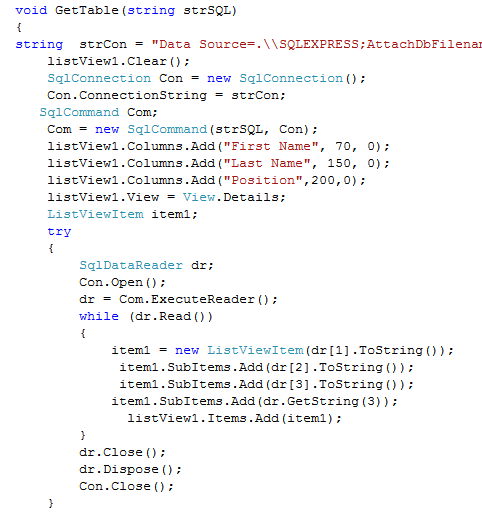 void GetTable(string strSQL)
{
string  strCon = "Data Source=.\\SQLEXPRESS;AttachDbFilenam
    listView1.Clear();
    SqlConnection Con = new SqlConnection();
    Con.ConnectionString = strCon;
   SqlCommand Com;
    Com = new SqlCommand(strSQL, Con);
    listView1.Columns.Add("First Name", 70, 0);
    listView1.Columns.Add("Last Name", 150, 0);
    listView1.Columns.Add("Position",200,0);
    listView1.View = View.Details;
    ListViewItem item1;
    try
    {
        SqlDataReader dr;
        Con.Open();
        dr = Com.ExecuteReader();
        while (dr.Read())
        {
            item1 = new ListViewItem(dr[1].ToString());
             item1.SubItems.Add(dr[2].ToString());
             item1.SubItems.Add(dr[3].ToString());
            item1.SubItems.Add(dr.GetString(3));
              listView1.Items.Add(item1);
        }
        dr.Close();
        dr.Dispose();
        Con.Close();
    }